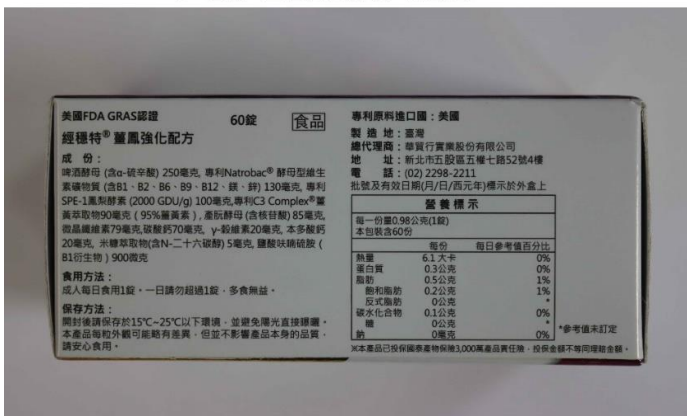 美國FDA GRAS認證
60錠
食品
經穩特® 薑鳳強化配方
成 份：
啤酒酵母 (含α-硫辛酸) 250毫克, 專利Natrobac® 酵母型維生
素礦物質 (含B1、B2、B6、B9、B12、鎂、鋅) 130毫克, 專利
SPE-1鳳梨酵素 (2000 GDU/g) 100毫克,專利C3 Complex®薑
黃萃取物90毫克 (95%薑黃素) , 產朊酵母 (含核苷酸) 85毫克,
微晶纖維素79毫克,碳酸鈣70毫克, γ-穀維素20毫克, 本多酸鈣
20毫克, 米糠萃取物(含N-二十六碳醇) 5毫克, 鹽酸呋喃硫胺 (
B1衍生物 ) 900微克
食用方法：
成人每日食用1錠。一日請勿超過1錠，多食無益。
保存方法：
開封後請保存於15℃~25℃以下環境，並避免陽光直接曝曬。
本產品每粒外觀可能略有差異，但並不影響產品本身的品質，
請安心食用。
專利原料進口國：美國
製 造 地：臺灣
總代理商：華貿行實業股份有限公司
地 址：新北市五股區五權七路52號4樓
電 話：(02) 2298-2211
批號及有效日期(月/日/西元年)標示於外盒上
營養標示
每一份量0.98公克(1錠)
本包裝含60份
每份 每日參考值百分比
熱量 6.1 大卡 0%
蛋白質 0.3公克 0%
脂肪 0.5公克 1%
飽和脂肪 0.2公克 1%
反式脂肪 0公克 *
碳水化合物 0.1公克 0%
糖 0公克 *
鈉 0毫克 0%
*參考值未訂定
※本產品已投保國泰產物保險3,000萬產品責任險，投保金額不等同理賠金額。